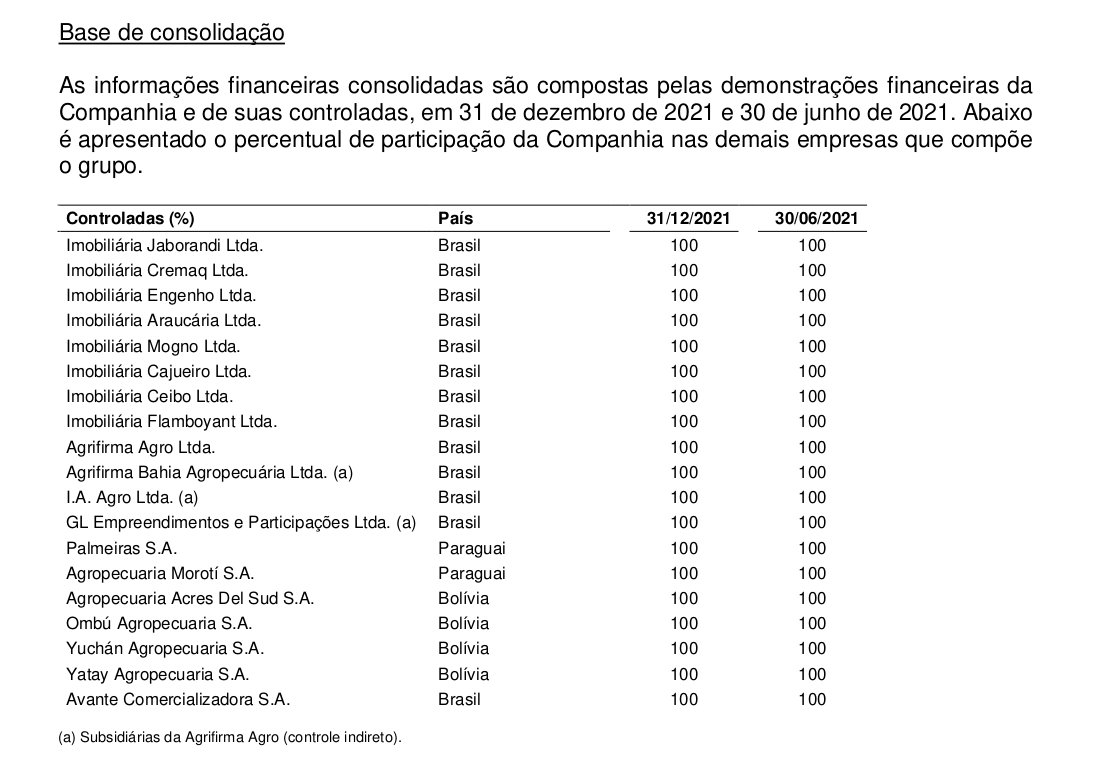 Base de consolidação
As informações financeiras consolidadas são compostas pelas demonstrações financeiras da
Companhia e de suas controladas, em 31 de dezembro de 2021 e 30 de junho de 2021. Abaixo
é apresentado o percentual de participação da Companhia nas demais empresas que compõe
o grupo.
Controladas (%) País 31/12/2021 30/06/2021
Imobiliária Jaborandi Ltda. Brasil 100 100
Imobiliária Cremaq Ltda. Brasil 100 100
Imobiliária Engenho Ltda. Brasil 100 100
Imobiliária Araucária Ltda. Brasil 100 100
Imobiliária Mogno Ltda. Brasil 100 100
Imobiliária Cajueiro Ltda. Brasil 100 100
Imobiliária Ceibo Ltda. Brasil 100 100
Imobiliária Flamboyant Ltda. Brasil 100 100
Agrifirma Agro Ltda. Brasil 100 100
Agrifirma Bahia Agropecuária Ltda. (a) Brasil 100 100
I.A. Agro Ltda. (a) Brasil 100 100
GL Empreendimentos e Participações Ltda. (a) Brasil 100 100
Palmeiras S.A. Paraguai 100 100
Agropecuaria Morotí S.A. Paraguai 100 100
Agropecuaria Acres Del Sud S.A. Bolívia 100 100
Ombú Agropecuaria S.A. Bolívia 100 100
Yuchán Agropecuaria S.A. Bolívia 100 100
Yatay Agropecuaria S.A. Bolívia 100 100
Avante Comercializadora S.A. Brasil 100 100
(a) Subsidiárias da Agrifirma Agro (controle indireto).